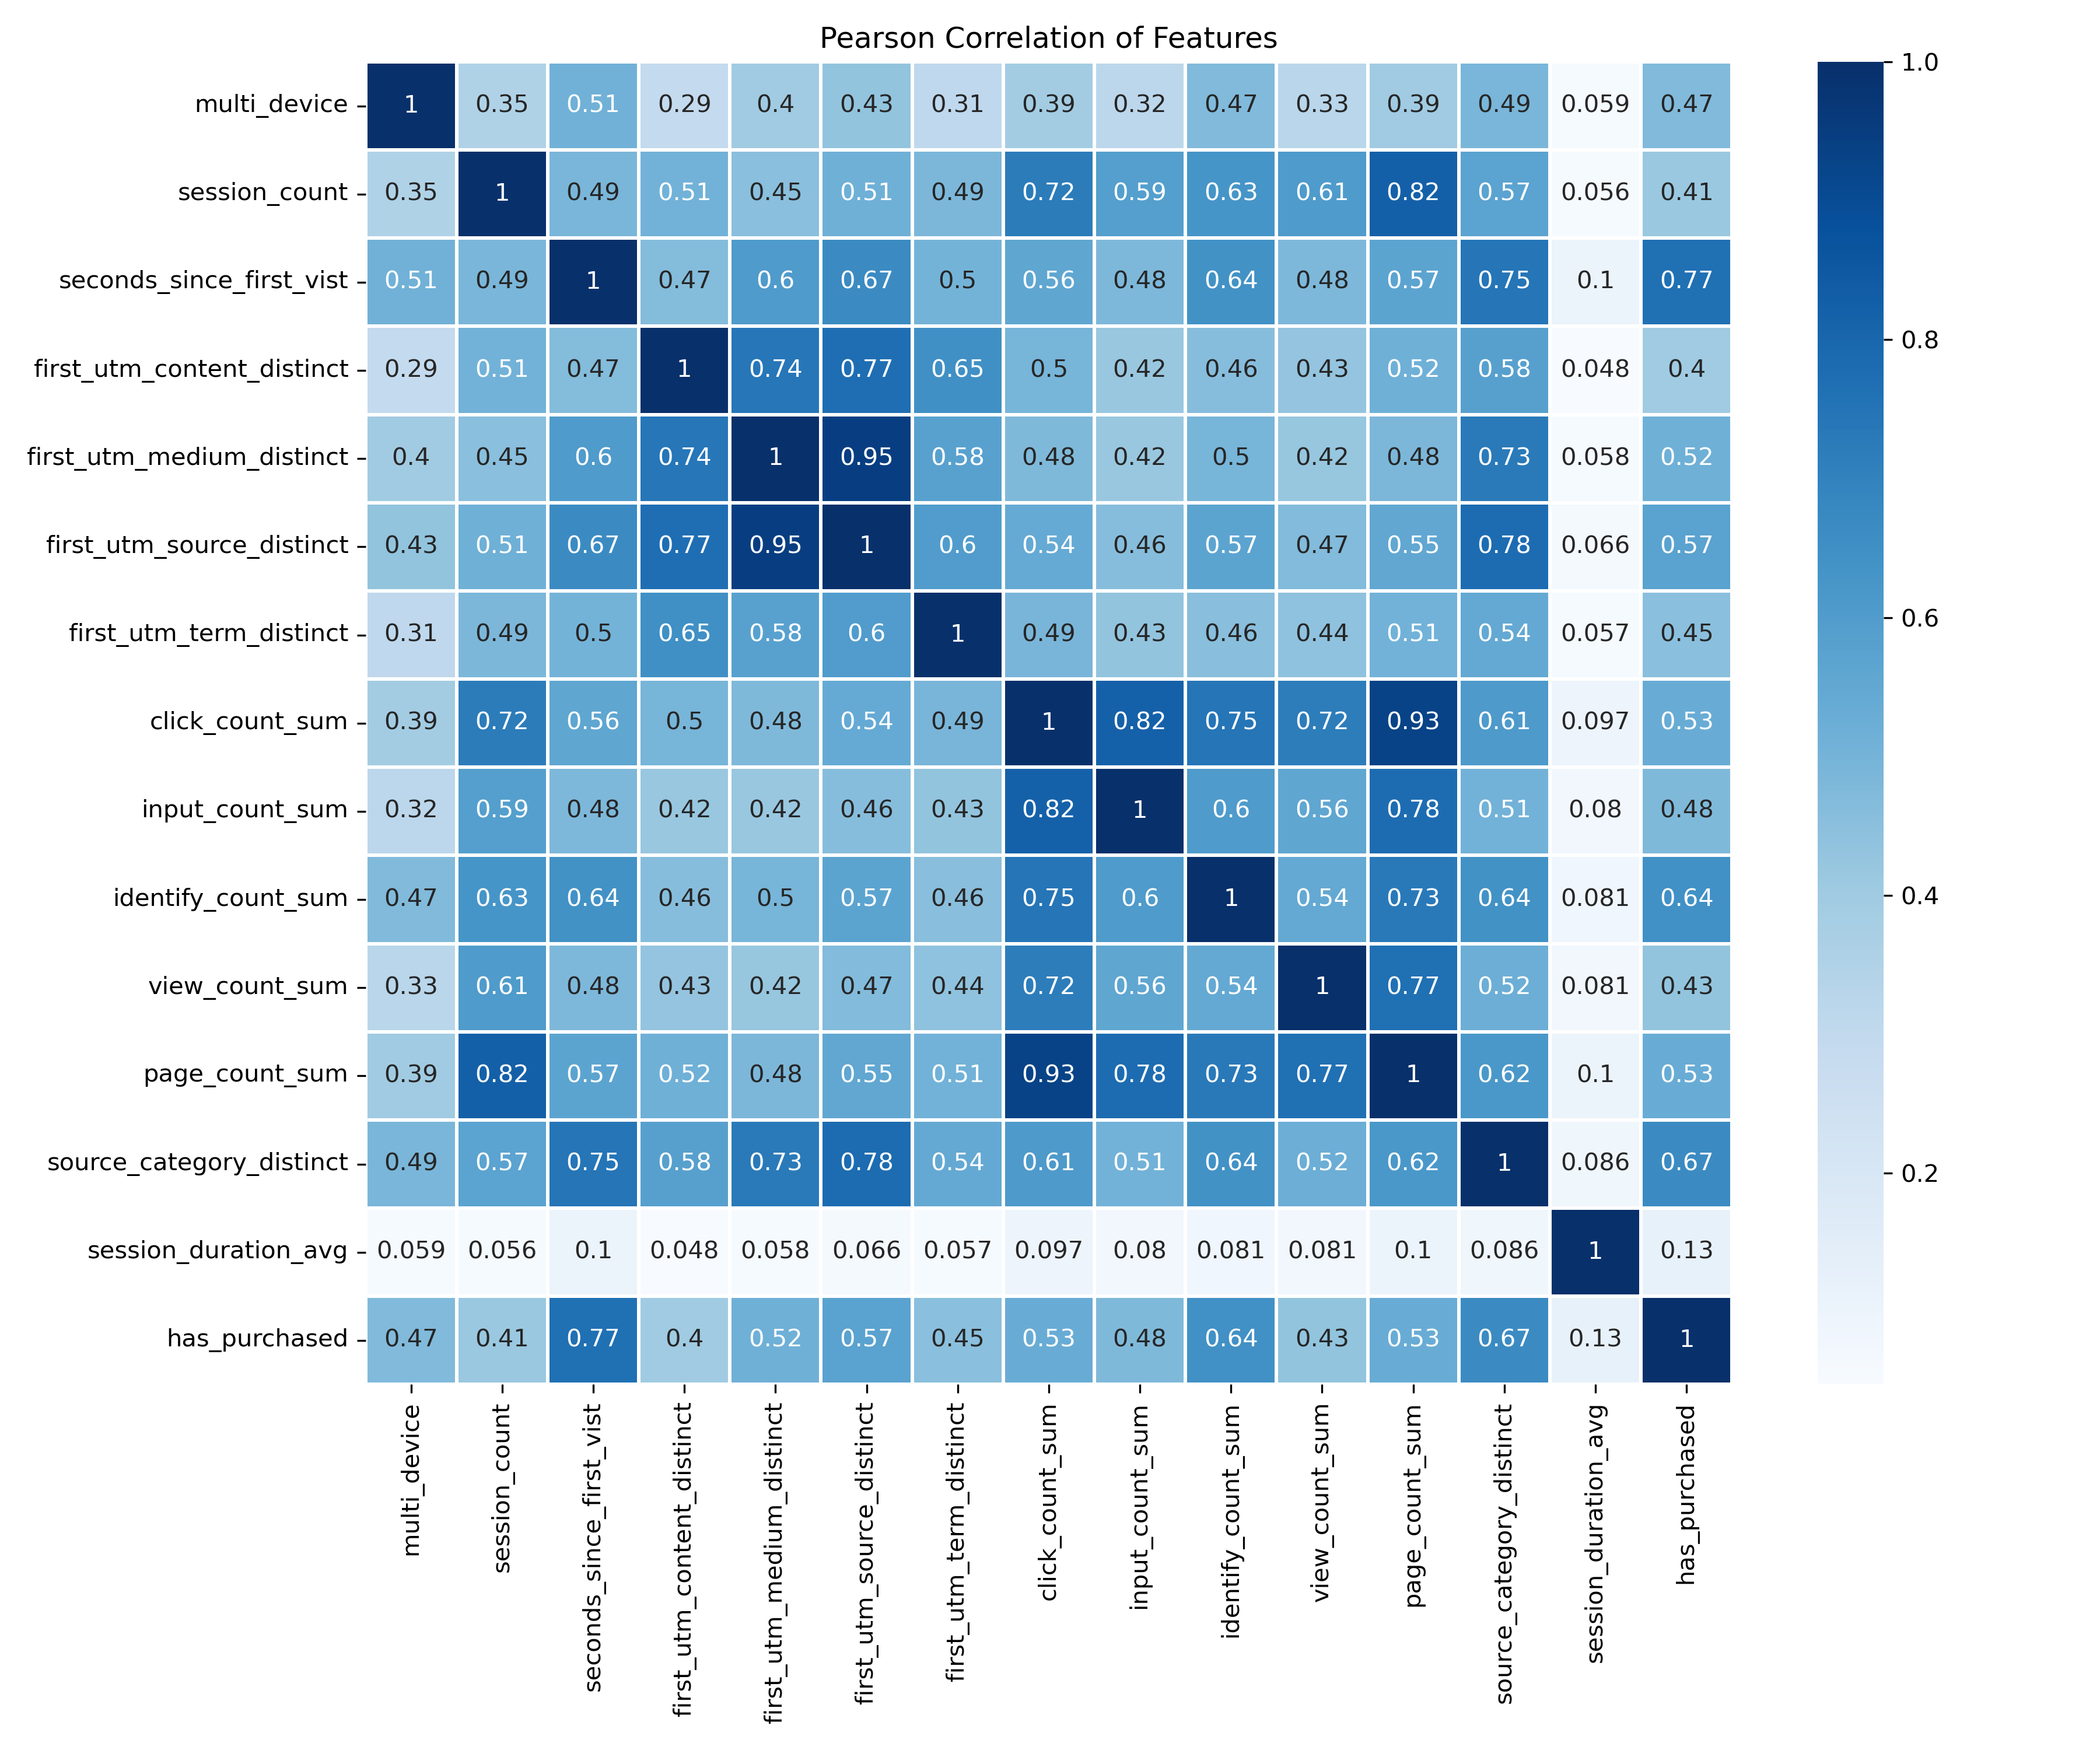 Pearson Correlation of Features
multi_device 1 0.35 0.51 0.29 0.4 0.43 0.31 0.39 0.32 0.47 0.33 0.39 0.49 0.059 0.47
session_count 0.35 1 0.49 0.51 0.45 0.51 0.49 0.72 0.59 0.63 0.61 0.82 0.57 0.056 0.41
seconds_since_first_vist 0.51 0.49 1 0.47 0.6 0.67 0.5 0.56 0.48 0.64 0.48 0.57 0.75 0.1 0.77
first_utm_content_distinct 0.29 0.51 0.47 1 0.74 0.77 0.65 0.5 0.42 0.46 0.43 0.52 0.58 0.048 0.4
first_utm_medium_distinct 0.4 0.45 0.6 0.74 1 0.95 0.58 0.48 0.42 0.5 0.42 0.48 0.73 0.058 0.52
first_utm_source_distinct 0.43 0.51 0.67 0.77 0.95 1 0.6 0.54 0.46 0.57 0.47 0.55 0.78 0.066 0.57
first_utm_term_distinct 0.31 0.49 0.5 0.65 0.58 0.6 1 0.49 0.43 0.46 0.44 0.51 0.54 0.057 0.45
click_count_sum 0.39 0.72 0.56 0.5 0.48 0.54 0.49 1 0.82 0.75 0.72 0.93 0.61 0.097 0.53
input_count_sum 0.32 0.59 0.48 0.42 0.42 0.46 0.43 0.82 1 0.6 0.56 0.78 0.51 0.08 0.48
identify_count_sum 0.47 0.63 0.64 0.46 0.5 0.57 0.46 0.75 0.6 1 0.54 0.73 0.64 0.081 0.64
view_count_sum 0.33 0.61 0.48 0.43 0.42 0.47 0.44 0.72 0.56 0.54 1 0.77 0.52 0.081 0.43
page_count_sum 0.39 0.82 0.57 0.52 0.48 0.55 0.51 0.93 0.78 0.73 0.77 1 0.62 0.1 0.53
source_category_distinct 0.49 0.57 0.75 0.58 0.73 0.78 0.54 0.61 0.51 0.64 0.52 0.62 1 0.086 0.67
session_duration_avg 0.059 0.056 0.1 0.048 0.058 0.066 0.057 0.097 0.08 0.081 0.081 0.1 0.086 1 0.13
has_purchased 0.47 0.41 0.77 0.4 0.52 0.57 0.45 0.53 0.48 0.64 0.43 0.53 0.67 0.13 1
multi_device
session_count
seconds_since_first_vist
first_utm_content_distinct
first_utm_medium_distinct
first_utm_source_distinct
first_utm_term_distinct
click_count_sum
input_count_sum
identify_count_sum
view_count_sum
page_count_sum
source_category_distinct
session_duration_avg
has_purchased
1.0
0.8
0.6
0.4
0.2